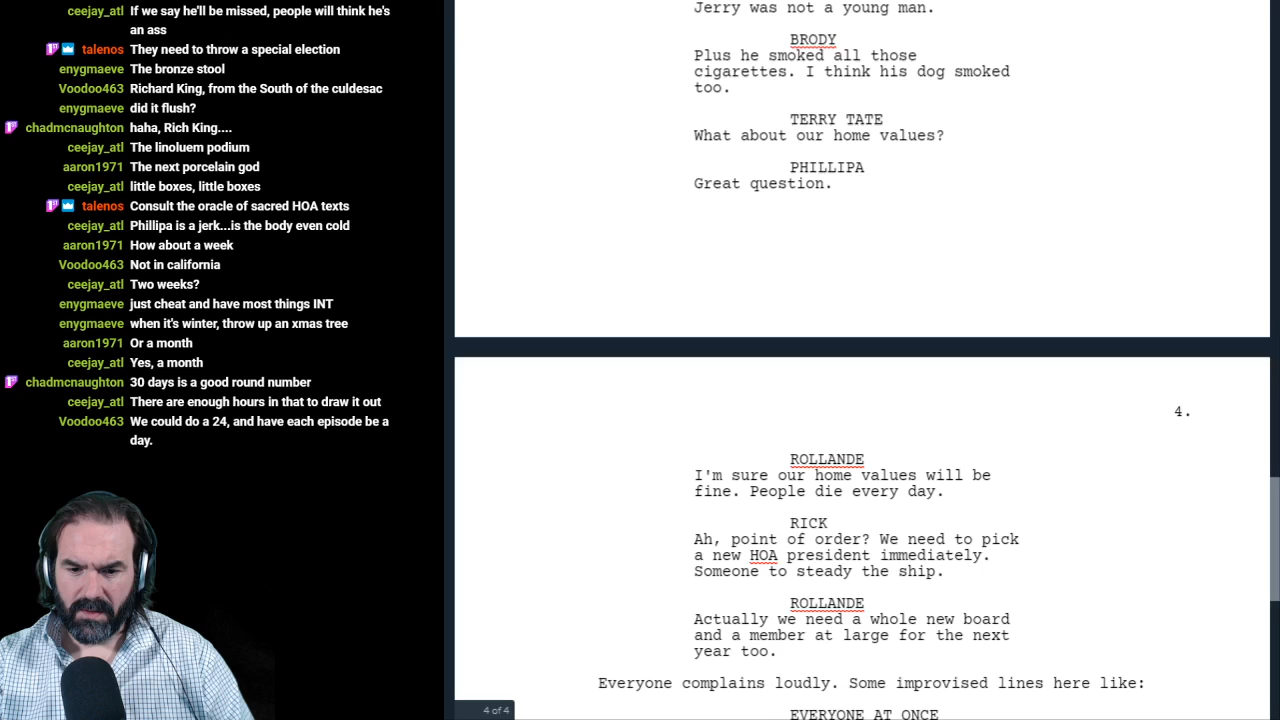 ceejay_atl If we say he'll be missed, people will think he's
an ass
talenos They need to throw a special election
enygmaeve The bronze stool
Voodoo463 Richard King, from the South of the culdesac
enygmaeve did it flush?
chadmcnaughton haha, Rich King....
ceejay_atl The linoluem podium
aaron1971 The next porcelain god
ceejay_atl little boxes, little boxes
talenos Consult the oracle of sacred HOA texts
ceejay_atl Phillipa is a jerk...is the body even cold
aaron1971 How about a week
Voodoo463 Not in california
ceejay_atl Two weeks?
enygmaeve just cheat and have most things INT
enygmaeve when it's winter, throw up an xmas tree
aaron1971 Or a month
ceejay_atl Yes, a month
chadmcnaughton 30 days is a good round number
ceejay_atl There are enough hours in that to draw it out
Voodoo463 We could do a 24, and have each episode be a
day.
Jerry was not a young man.
BRODY
Plus he smoked all those
cigarettes. I think his dog smoked
too.
TERRY TATE
What about our home values?
PHILLIPA
Great question.
4.
ROLLANDE
I'm sure our home values will be
fine. People die every day.
RICK
Ah, point of order? We need to pick
a new HOA president immediately.
Someone to steady the ship.
ROLLANDE
Actually we need a whole new board
and a member at large for the next
year too.
Everyone complains loudly. Some improvised lines here like:
EVERYONE AT ONCE
4 of 4